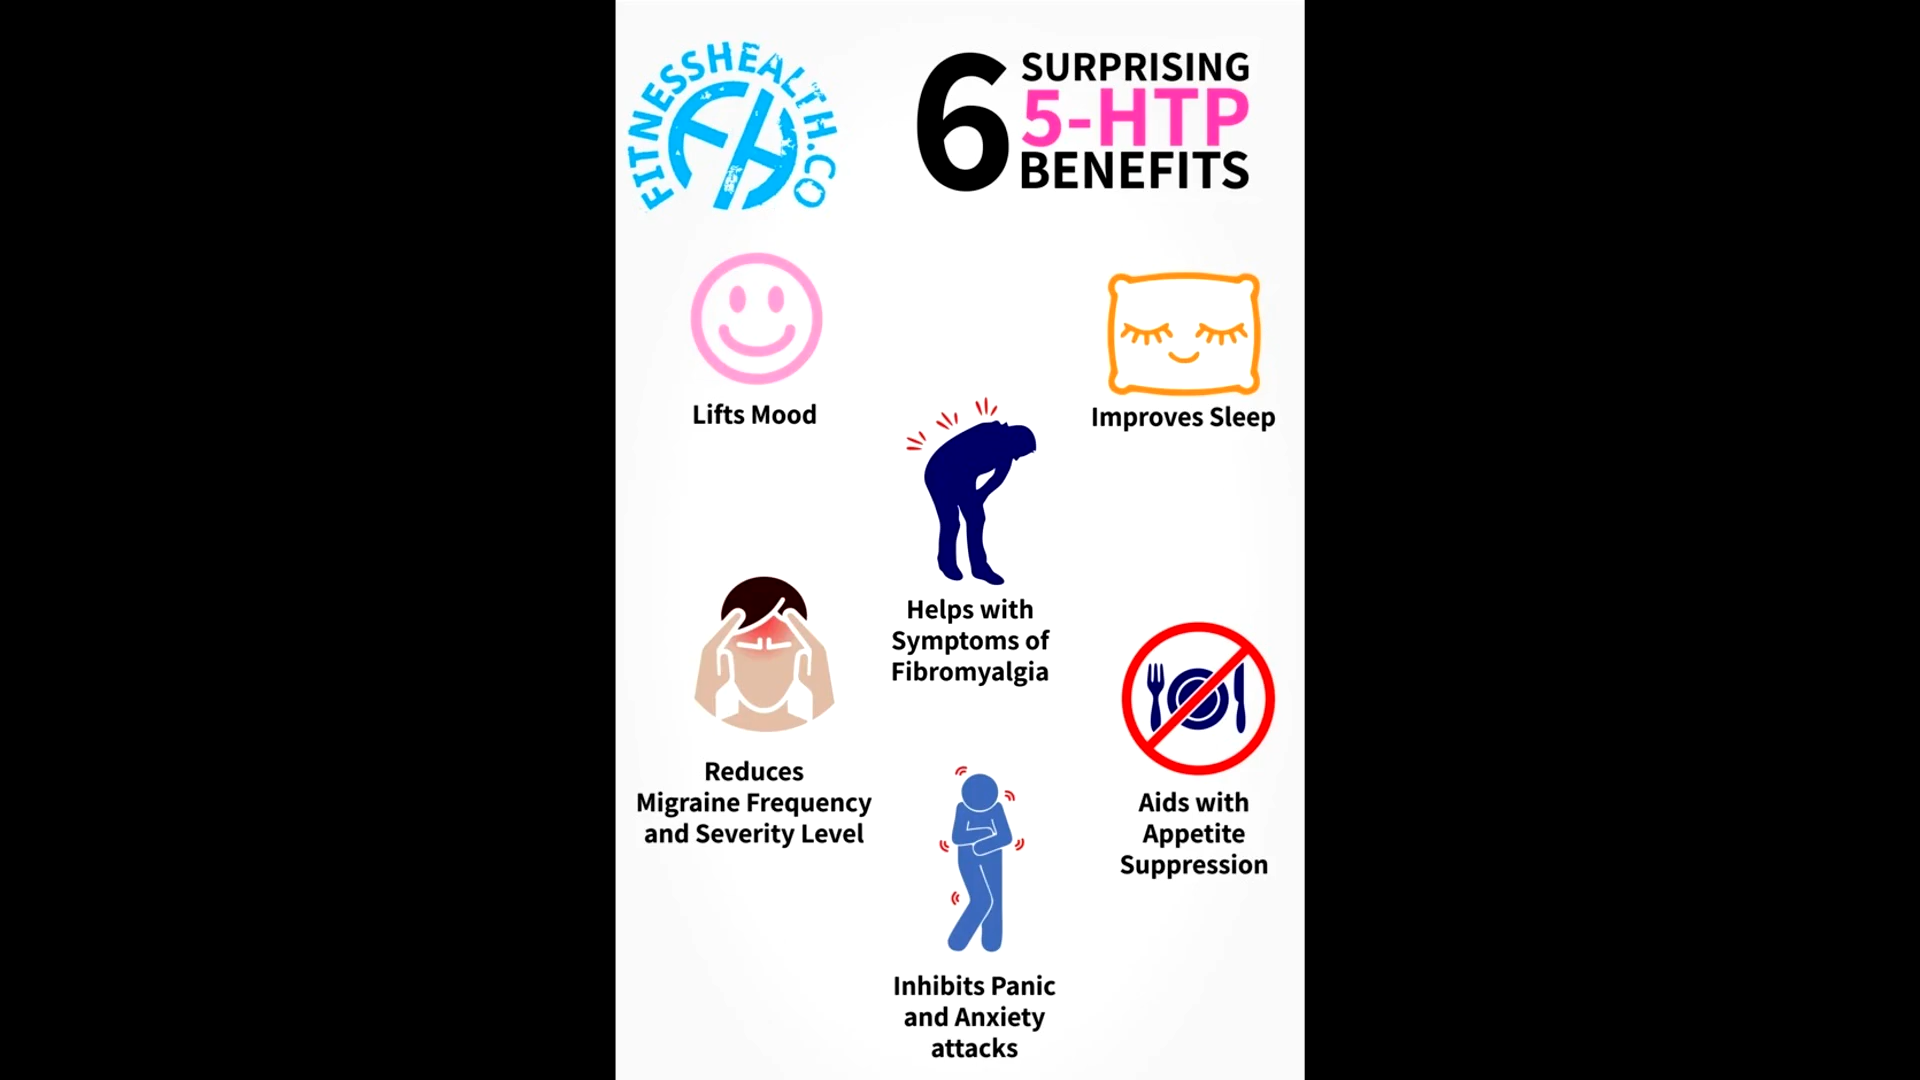 FITNESSHEALTH.CO
FH
6 SURPRISING
5-HTP
BENEFITS
Lifts Mood
Improves Sleep
Helps with
Symptoms of
Fibromyalgia
Reduces
Migraine Frequency
and Severity Level
Aids with
Appetite
Suppression
Inhibits Panic
and Anxiety
attacks